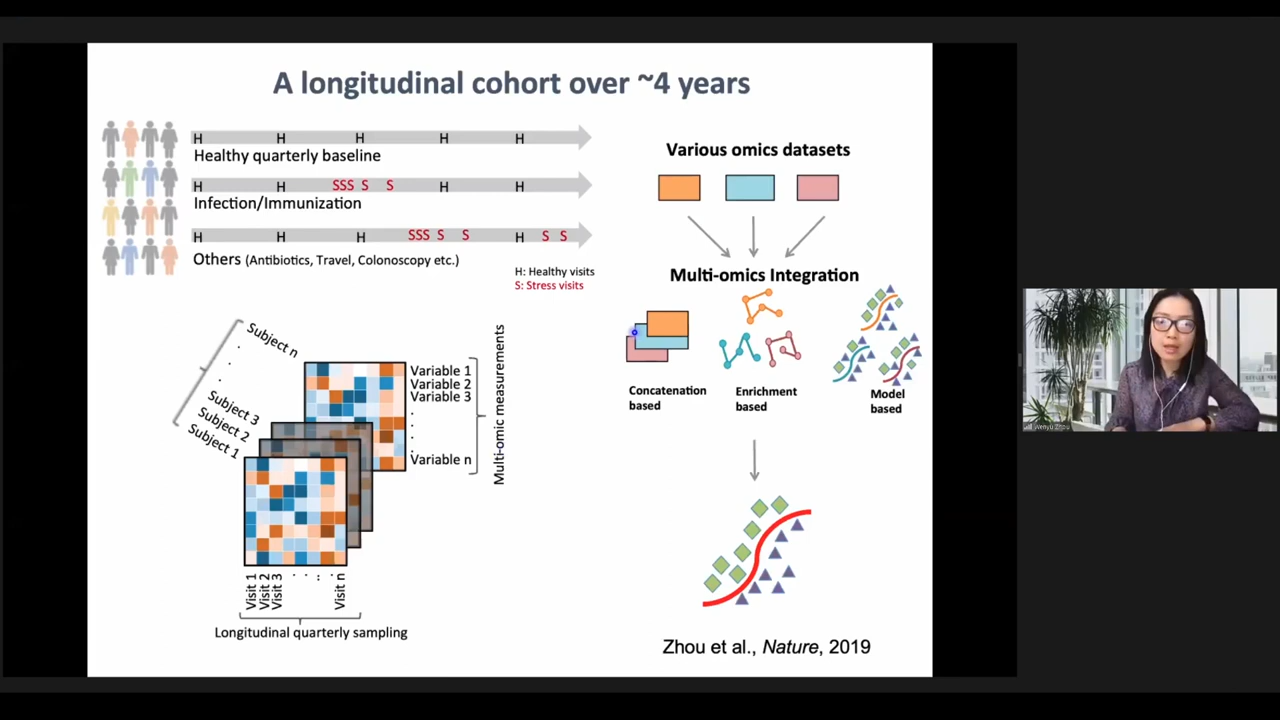 A longitudinal cohort over ~4 years
H H H H H
Healthy quarterly baseline
H H SSS S S H H
Infection/Immunization
H H H SSS S S H S S
Others (Antibiotics, Travel, Colonoscopy etc.)
H: Healthy visits
S: Stress visits
Subject n
.
.
.
Subject 3
Subject 2
Subject 1
Variable 1
Variable 2
Variable 3
.
.
.
.
Variable n
Multi-omic measurements
Visit 1
Visit 2
Visit 3
.
.
..
.
Visit n
Longitudinal quarterly sampling
Various omics datasets
Multi-omics Integration
Concatenation
based
Enrichment
based
Model
based
Zhou et al., Nature, 2019
Wenyu Zhou